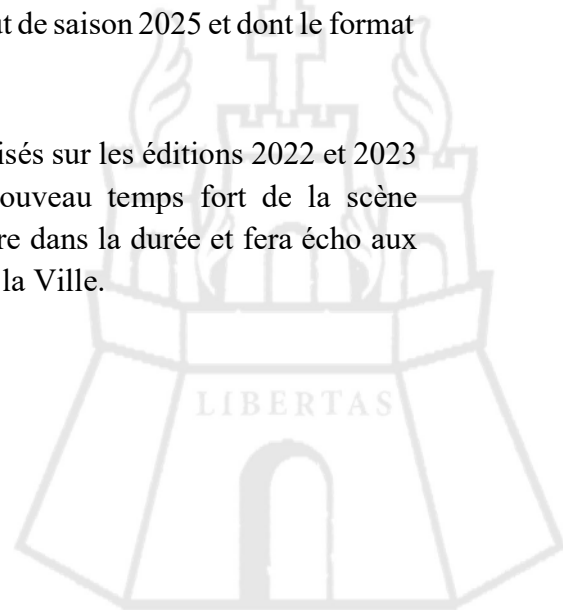 ut de saison 2025 et dont le format
isés sur les éditions 2022 et 2023
ouveau temps fort de la scène
re dans la durée et fera écho aux
la Ville.
LIBERTAS